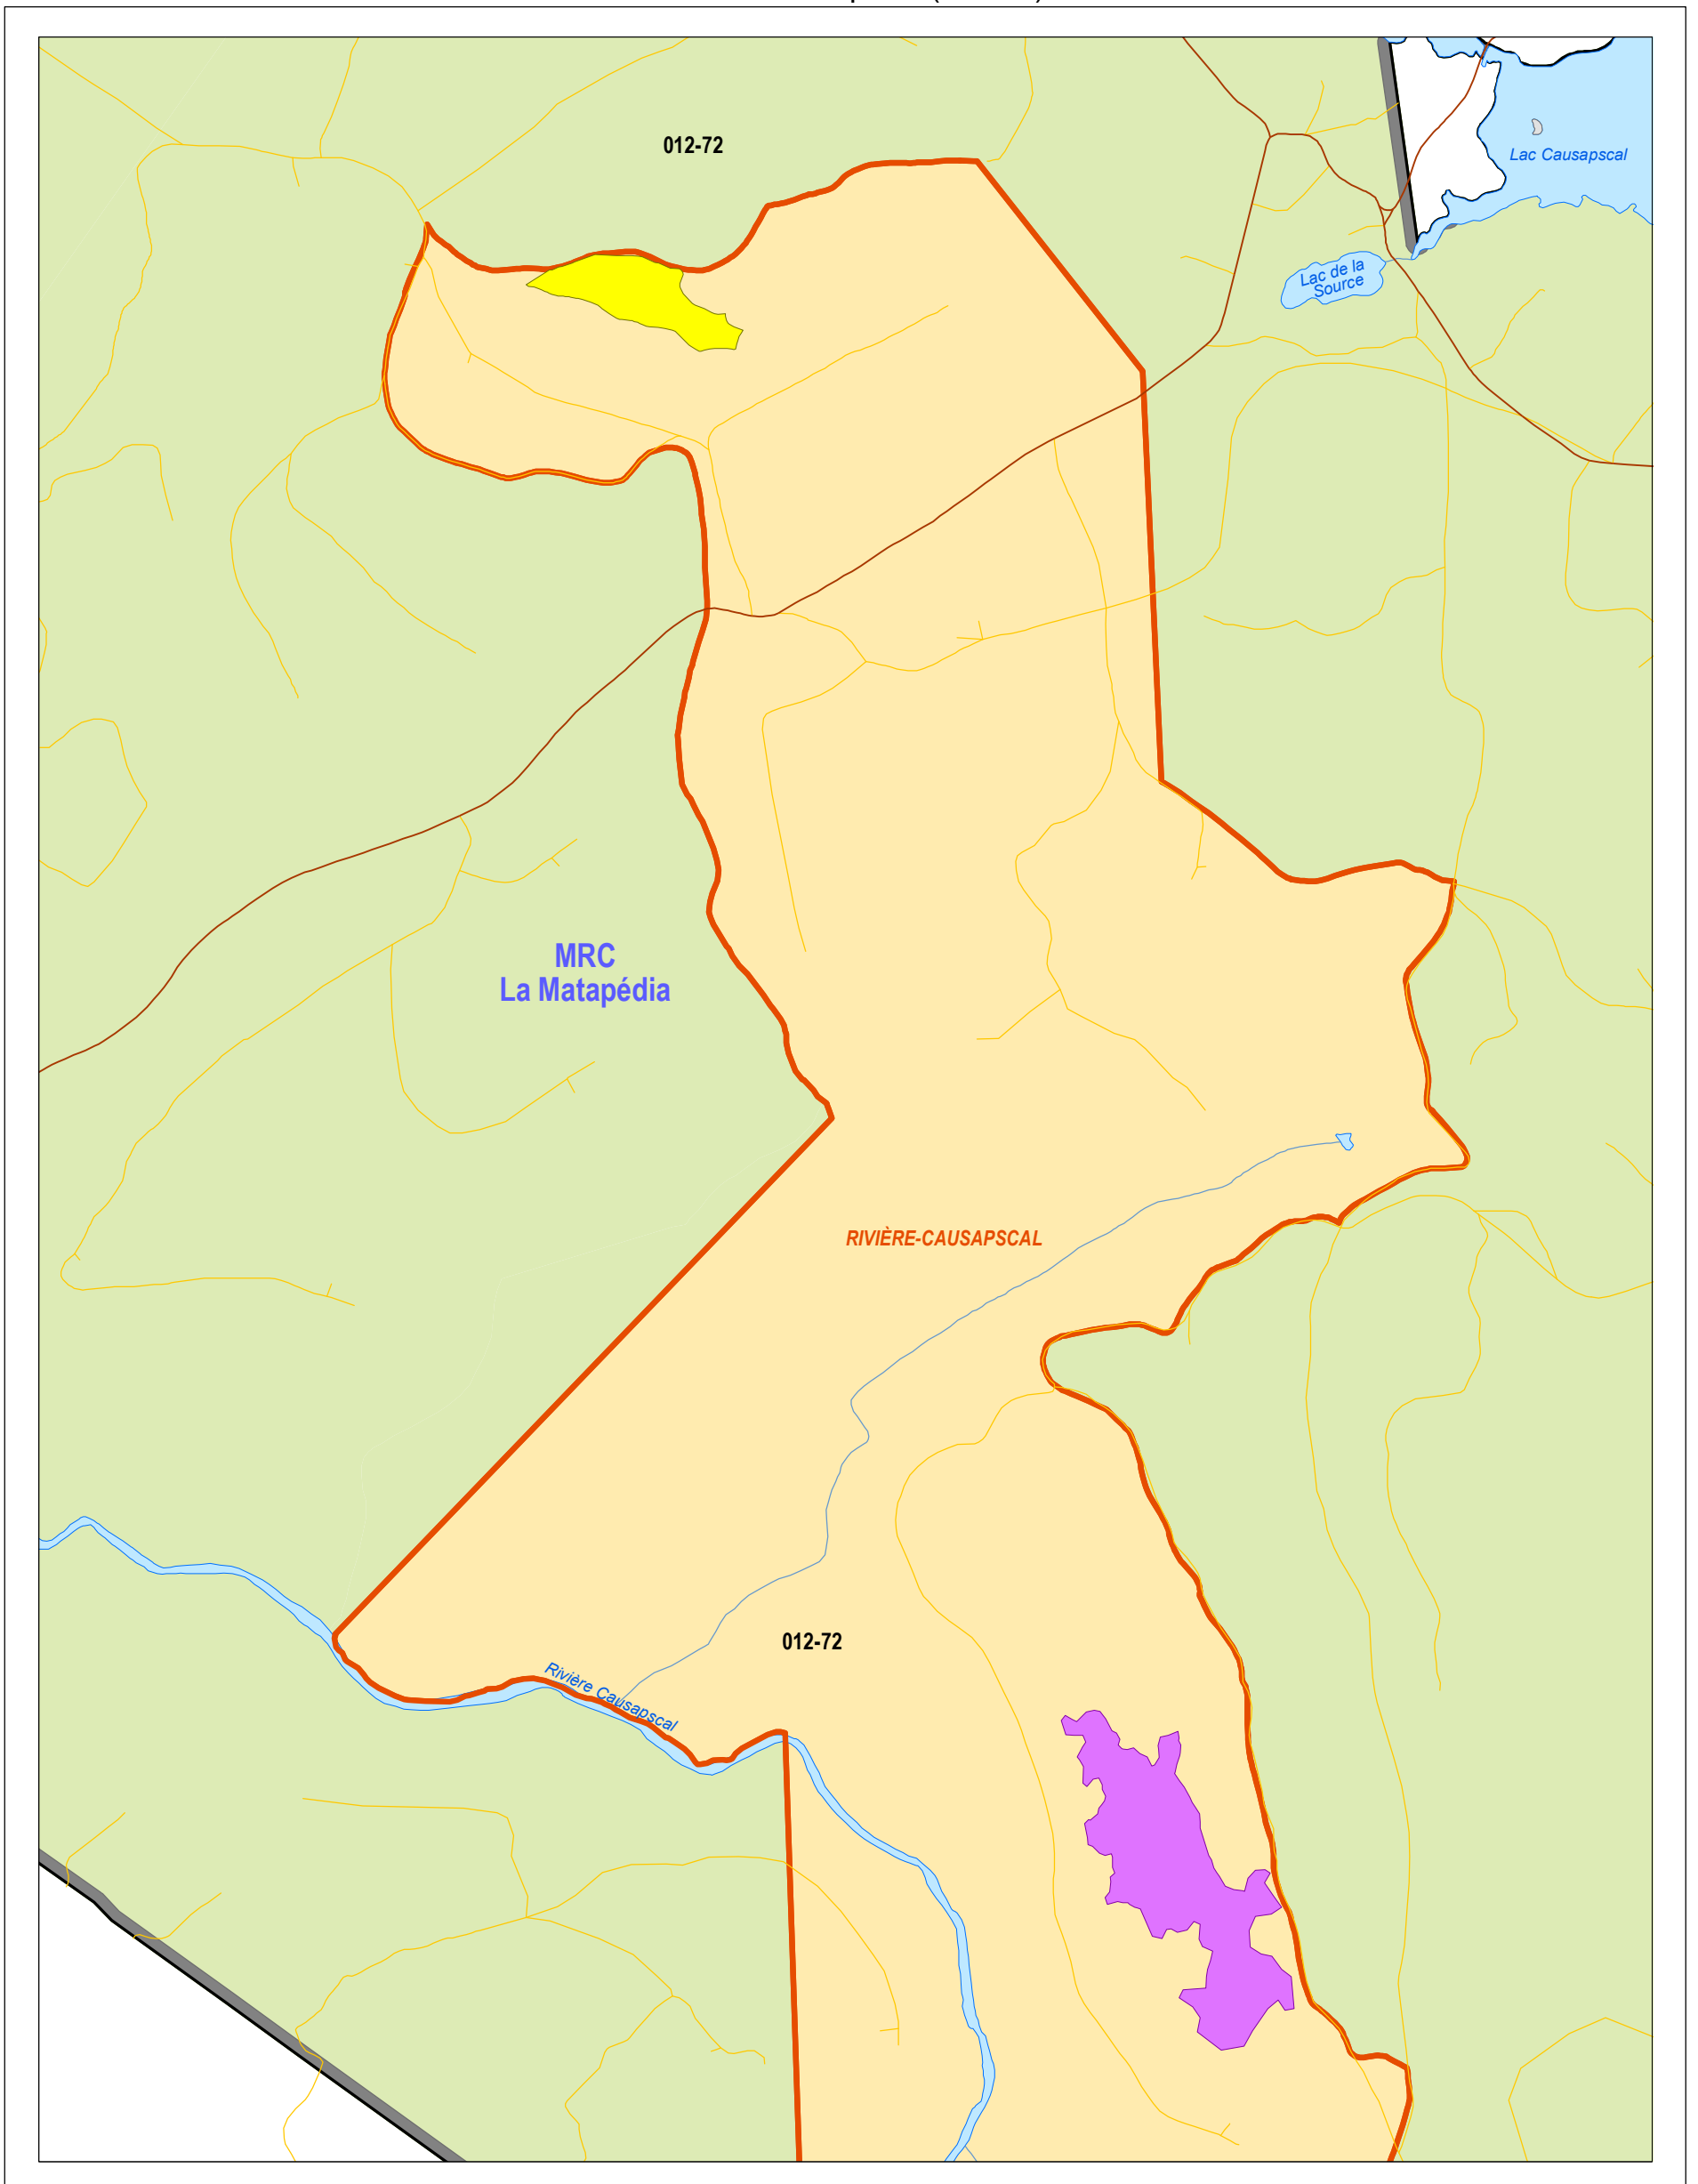 012-72
Lac Causapscal
Lac de la
Source
MRC
La Matapédia
RIVIÈRE-CAUSAPSCAL
012-72
Rivière Causapscal